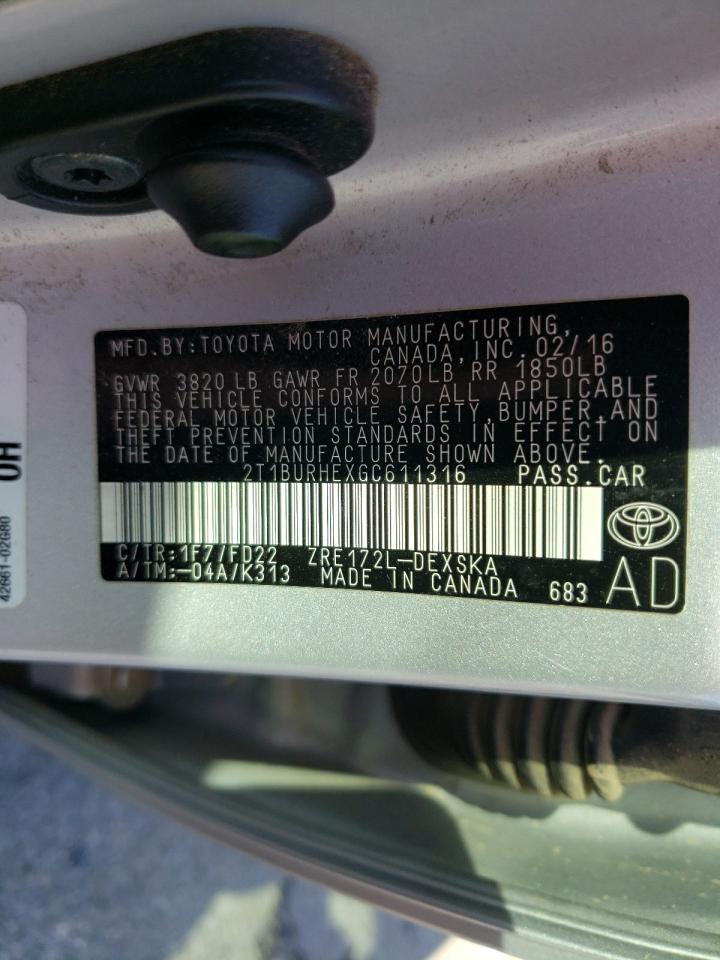 MFD.BY:TOYOTA MOTOR MANUFACTURING,
CANADA, INC. 02/16
GVWR 3820 LB GAWR FR 2070LB RR 1850LB
THIS VEHICLE CONFORMS TO ALL APPLICABLE
FEDERAL MOTOR VEHICLE SAFETY, BUMPER, AND
THEFT PREVENTION STANDARDS IN EFFECT ON
THE DATE OF MANUFACTURE SHOWN ABOVE.
2T1BURHEXGC611316 PASS.CAR
C/TR:1F7/FD22 ZRE172L-DEXSKA
A/TM:-04A/K313 MADE IN CANADA 683 AD
42661-02G80